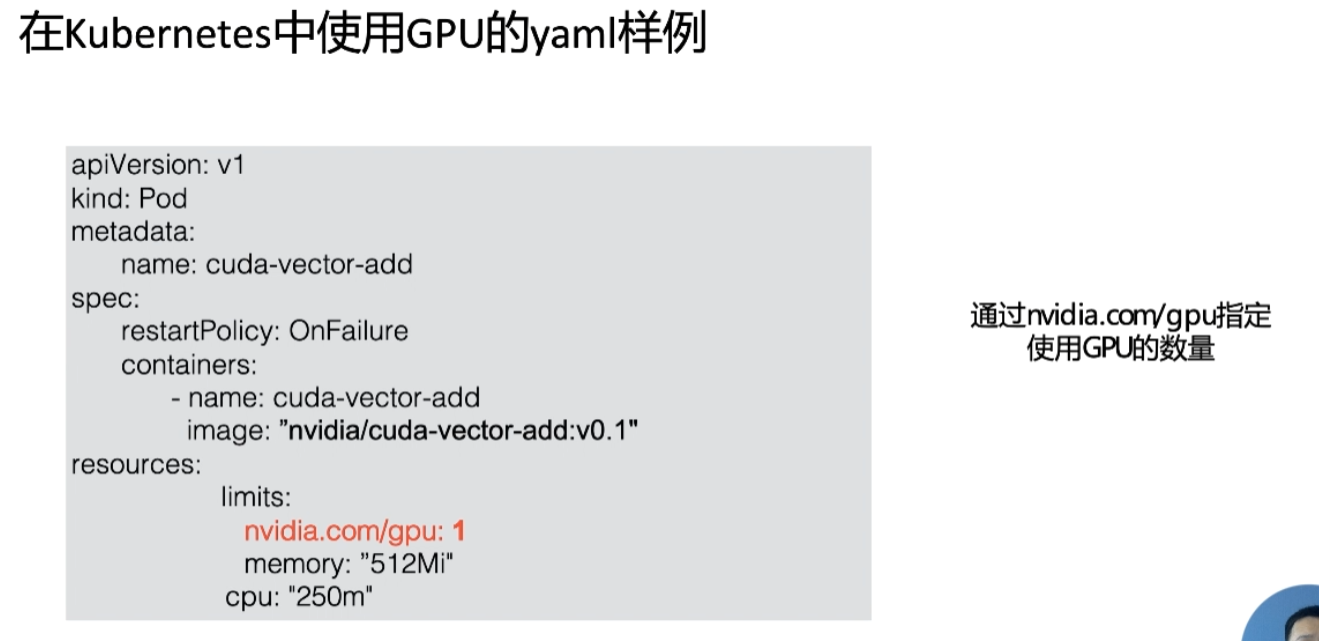 在Kubernetes中使用GPU的yaml样例
apiVersion: v1
kind: Pod
metadata:
name: cuda-vector-add
spec:
restartPolicy: OnFailure
containers:
- name: cuda-vector-add
image: ”nvidia/cuda-vector-add:v0.1"
resources:
limits:
nvidia.com/gpu: 1
memory: ”512Mi"
cpu: "250m"
通过nvidia.com/gpu指定
使用GPU的数量